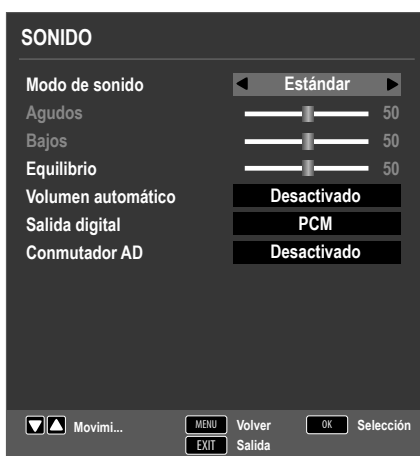 SONIDO
Modo de sonido Estándar
Agudos 50
Bajos 50
Equilibrio 50
Volumen automático Desactivado
Salida digital PCM
Conmutador AD Desactivado
Movimi... MENU Volver OK Selección
EXIT Salida